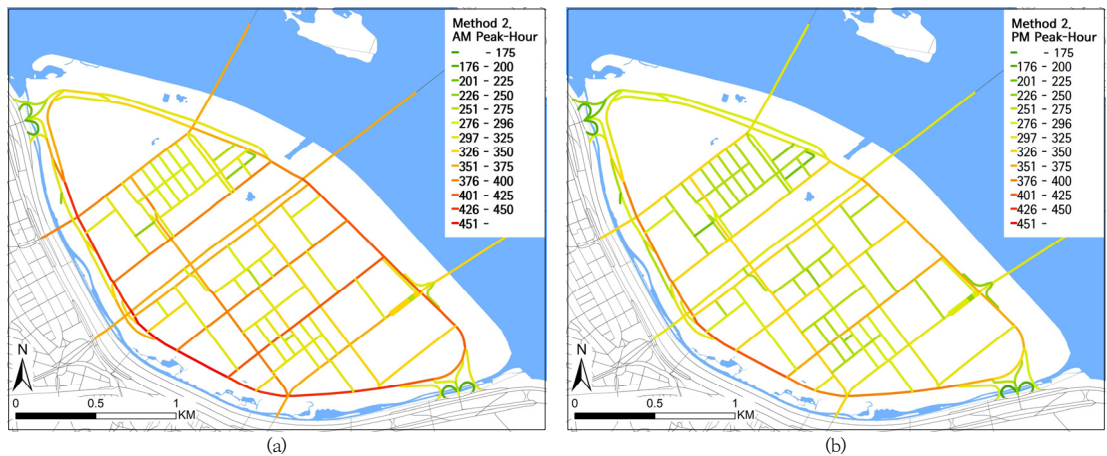 Method 2,
AM Peak-Hour
- 175
176 - 200
201 - 225
226 - 250
251 - 275
276 - 296
297 - 325
326 - 350
351 - 375
376 - 400
401 - 425
426 - 450
451 -
N
0 0.5 1
KM
(a)
Method 2,
PM Peak-Hour
- 175
176 - 200
201 - 225
226 - 250
251 - 275
276 - 296
297 - 325
326 - 350
351 - 375
376 - 400
401 - 425
426 - 450
451 -
N
0 0.5 1
KM
(b)